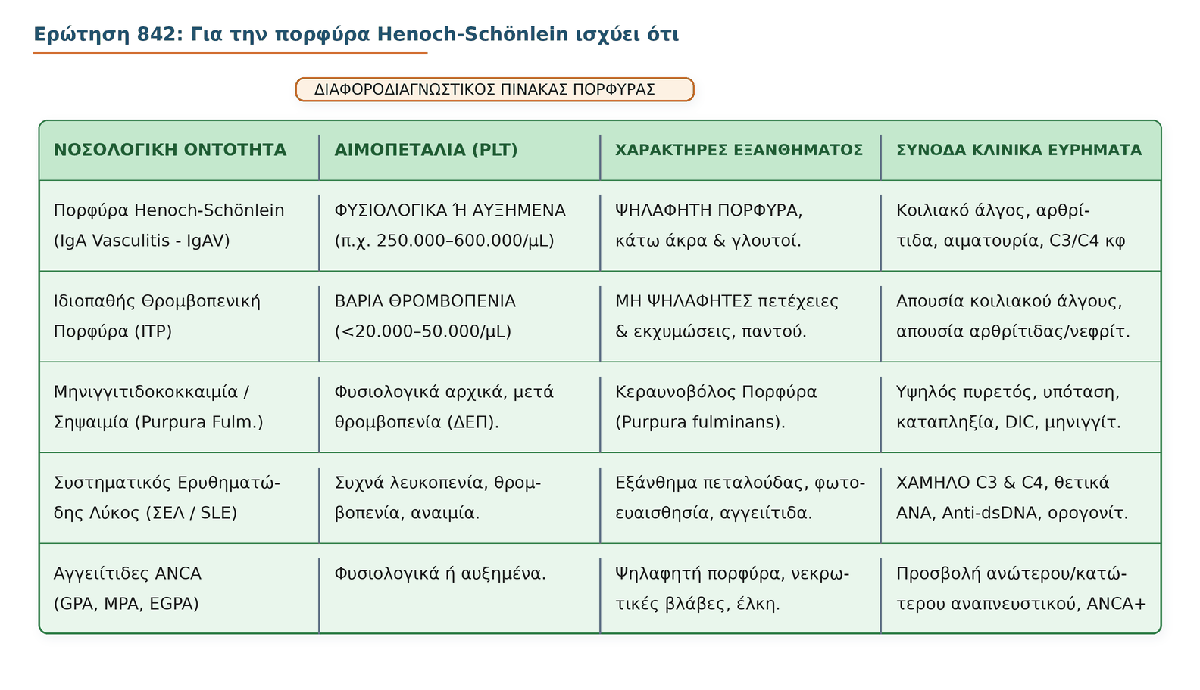 Ερώτηση 842: Για την πορφύρα Henoch-Schönlein ισχύει ότι
ΔΙΑΦΟΡΟΔΙΑΓΝΩΣΤΙΚΟΣ ΠΙΝΑΚΑΣ ΠΟΡΦΥΡΑΣ
ΝΟΣΟΛΟΓΙΚΗ ΟΝΤΟΤΗΤΑ
ΑΙΜΟΠΕΤΑΛΙΑ (PLT)
ΧΑΡΑΚΤΗΡΕΣ ΕΞΑΝΘΗΜΑΤΟΣ
ΣΥΝΟΔΑ ΚΛΙΝΙΚΑ ΕΥΡΗΜΑΤΑ
Πορφύρα Henoch-Schönlein
(IgA Vasculitis - IgAV)
ΦΥΣΙΟΛΟΓΙΚΑ Ή ΑΥΞΗΜΕΝΑ
(π.χ. 250.000–600.000/μL)
ΨΗΛΑΦΗΤΗ ΠΟΡΦΥΡΑ,
κάτω άκρα & γλουτοί.
Κοιλιακό άλγος, αρθρί-
τιδα, αιματουρία, C3/C4 κφ
Ιδιοπαθής Θρομβοπενική
Πορφύρα (ITP)
ΒΑΡΙΑ ΘΡΟΜΒΟΠΕΝΙΑ
(<20.000–50.000/μL)
ΜΗ ΨΗΛΑΦΗΤΕΣ πετέχειες
& εκχυμώσεις, παντού.
Απουσία κοιλιακού άλγους,
απουσία αρθρίτιδας/νεφρίτ.
Μηνιγγιτιδοκοκκαιμία /
Σηψαιμία (Purpura Fulm.)
Φυσιολογικά αρχικά, μετά
θρομβοπενία (ΔΕΠ).
Κεραυνοβόλος Πορφύρα
(Purpura fulminans).
Υψηλός πυρετός, υπόταση,
καταπληξία, DIC, μηνιγγίτ.
Συστηματικός Ερυθηματώ-
δης Λύκος (ΣΕΛ / SLE)
Συχνά λευκοπενία, θρομ-
βοπενία, αναιμία.
Εξάνθημα πεταλούδας, φωτο-
ευαισθησία, αγγειίτιδα.
ΧΑΜΗΛΟ C3 & C4, θετικά
ANA, Anti-dsDNA, ορογονίτ.
Αγγειίτιδες ANCA
(GPA, MPA, EGPA)
Φυσιολογικά ή αυξημένα.
Ψηλαφητή πορφύρα, νεκρω-
τικές βλάβες, έλκη.
Προσβολή ανώτερου/κατώ-
τερου αναπνευστικού, ANCA+